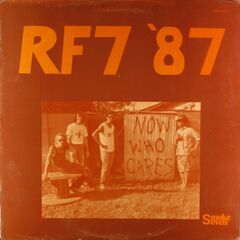 RF7 '87
NOW
WHO
CARES
Smoke
Seven